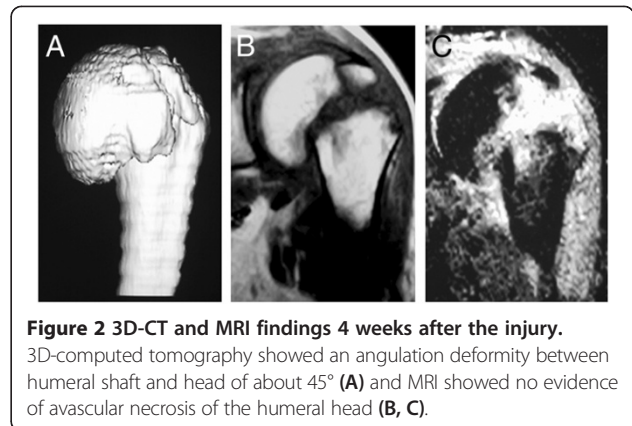 A B C
Figure 2 3D-CT and MRI findings 4 weeks after the injury.
3D-computed tomography showed an angulation deformity between
humeral shaft and head of about 45° (A) and MRI showed no evidence
of avascular necrosis of the humeral head (B, C).